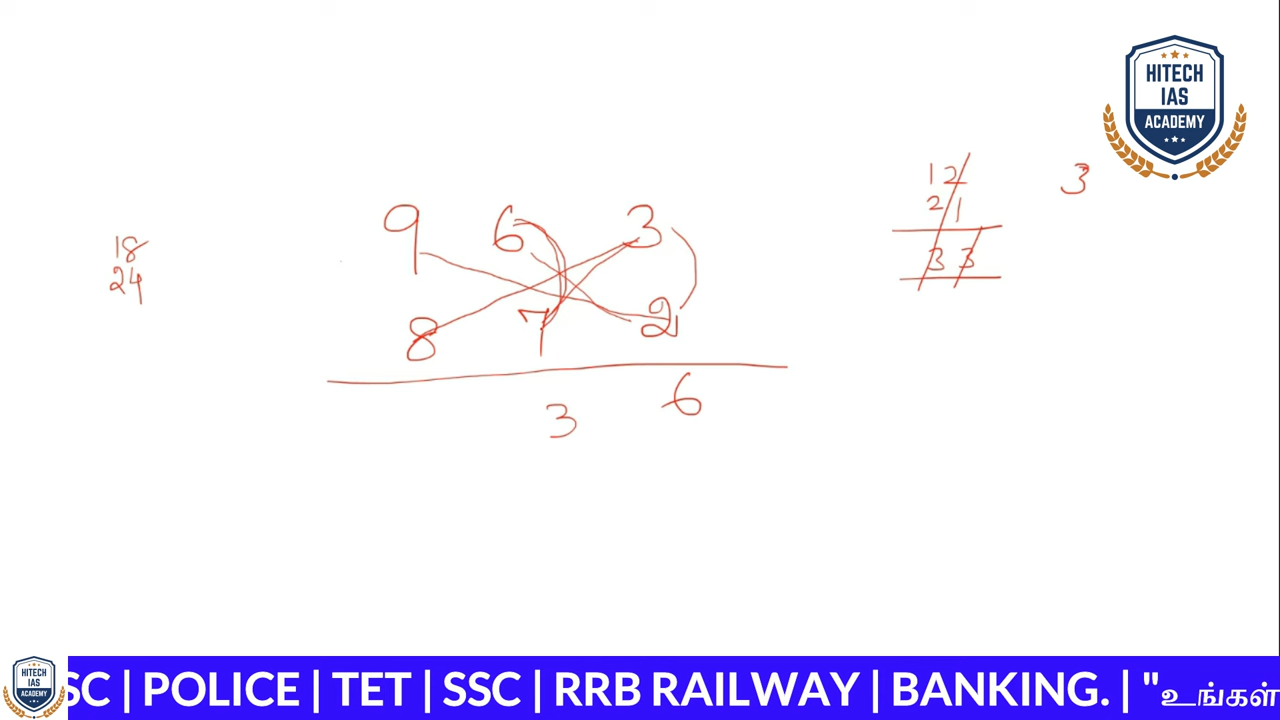 HITECH
IAS
ACADEMY
12
21
33
3
18
24
9 6 3
8 7 2
3 6
HITECH
IAS
ACADEMY
SC | POLICE | TET | SSC | RRB RAILWAY | BANKING. | "உங்கள்